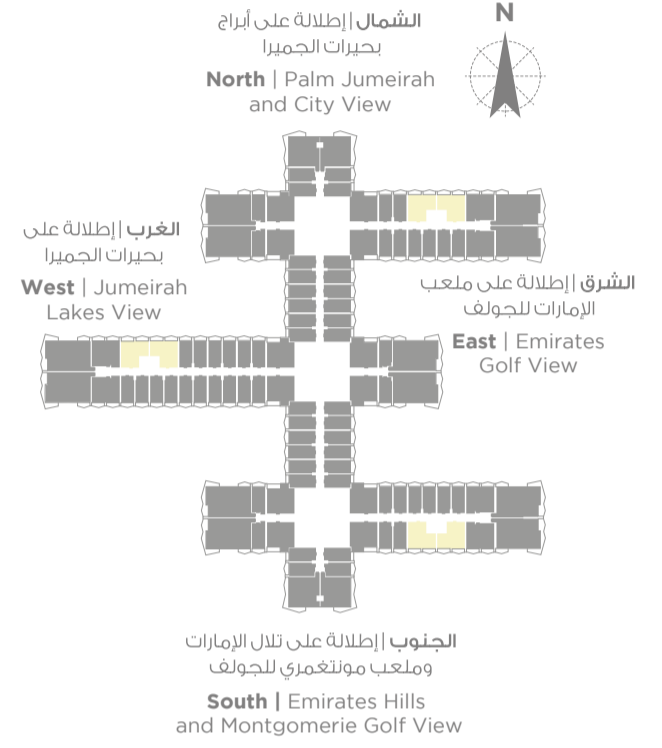 الشمال | إطلالة على أبراج
بحيرات الجميرا
North | Palm Jumeirah
and City View
N
الغرب | إطلالة على
بحيرات الجميرا
West | Jumeirah
Lakes View
الشرق | إطلالة على ملعب
الإمارات للجولف
East | Emirates
Golf View
الجنوب | إطلالة على تلال الإمارات
وملعب مونتغمري للجولف
South | Emirates Hills
and Montgomerie Golf View